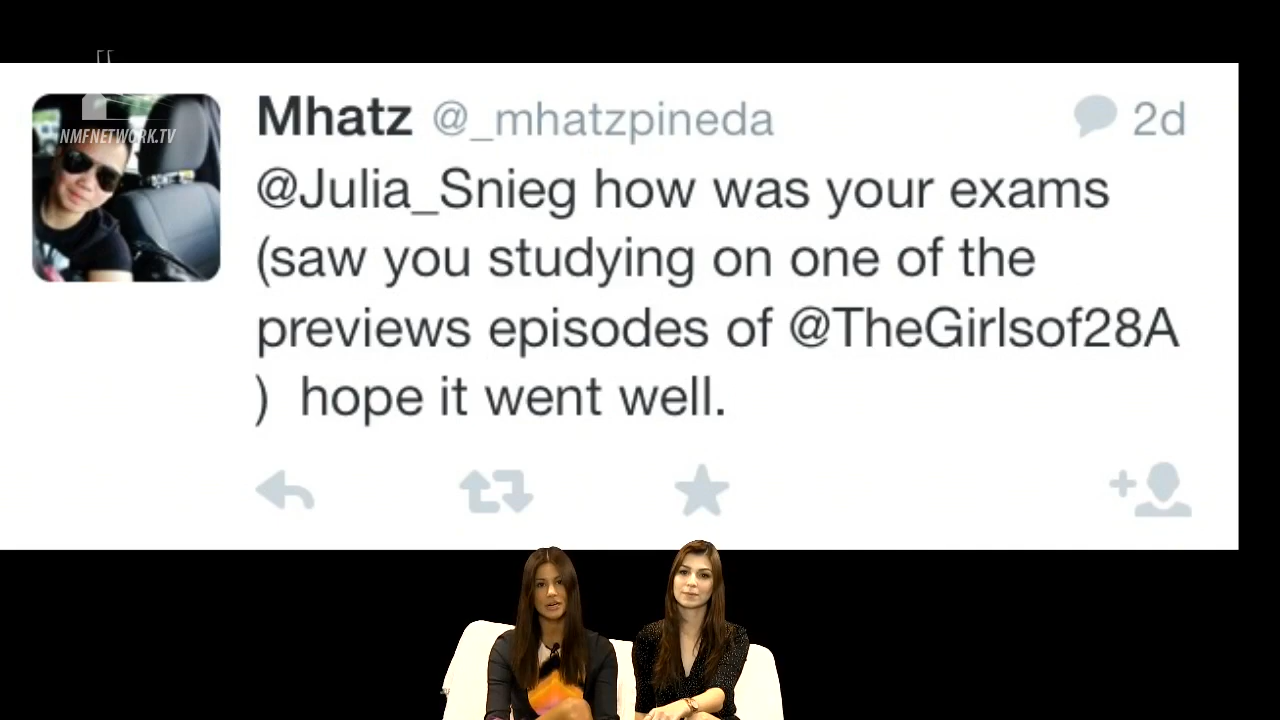 NMFNETWORK.TV
Mhatz @_mhatzpineda 2d
@Julia_Snieg how was your exams
(saw you studying on one of the
previews episodes of @TheGirlsof28A
) hope it went well.